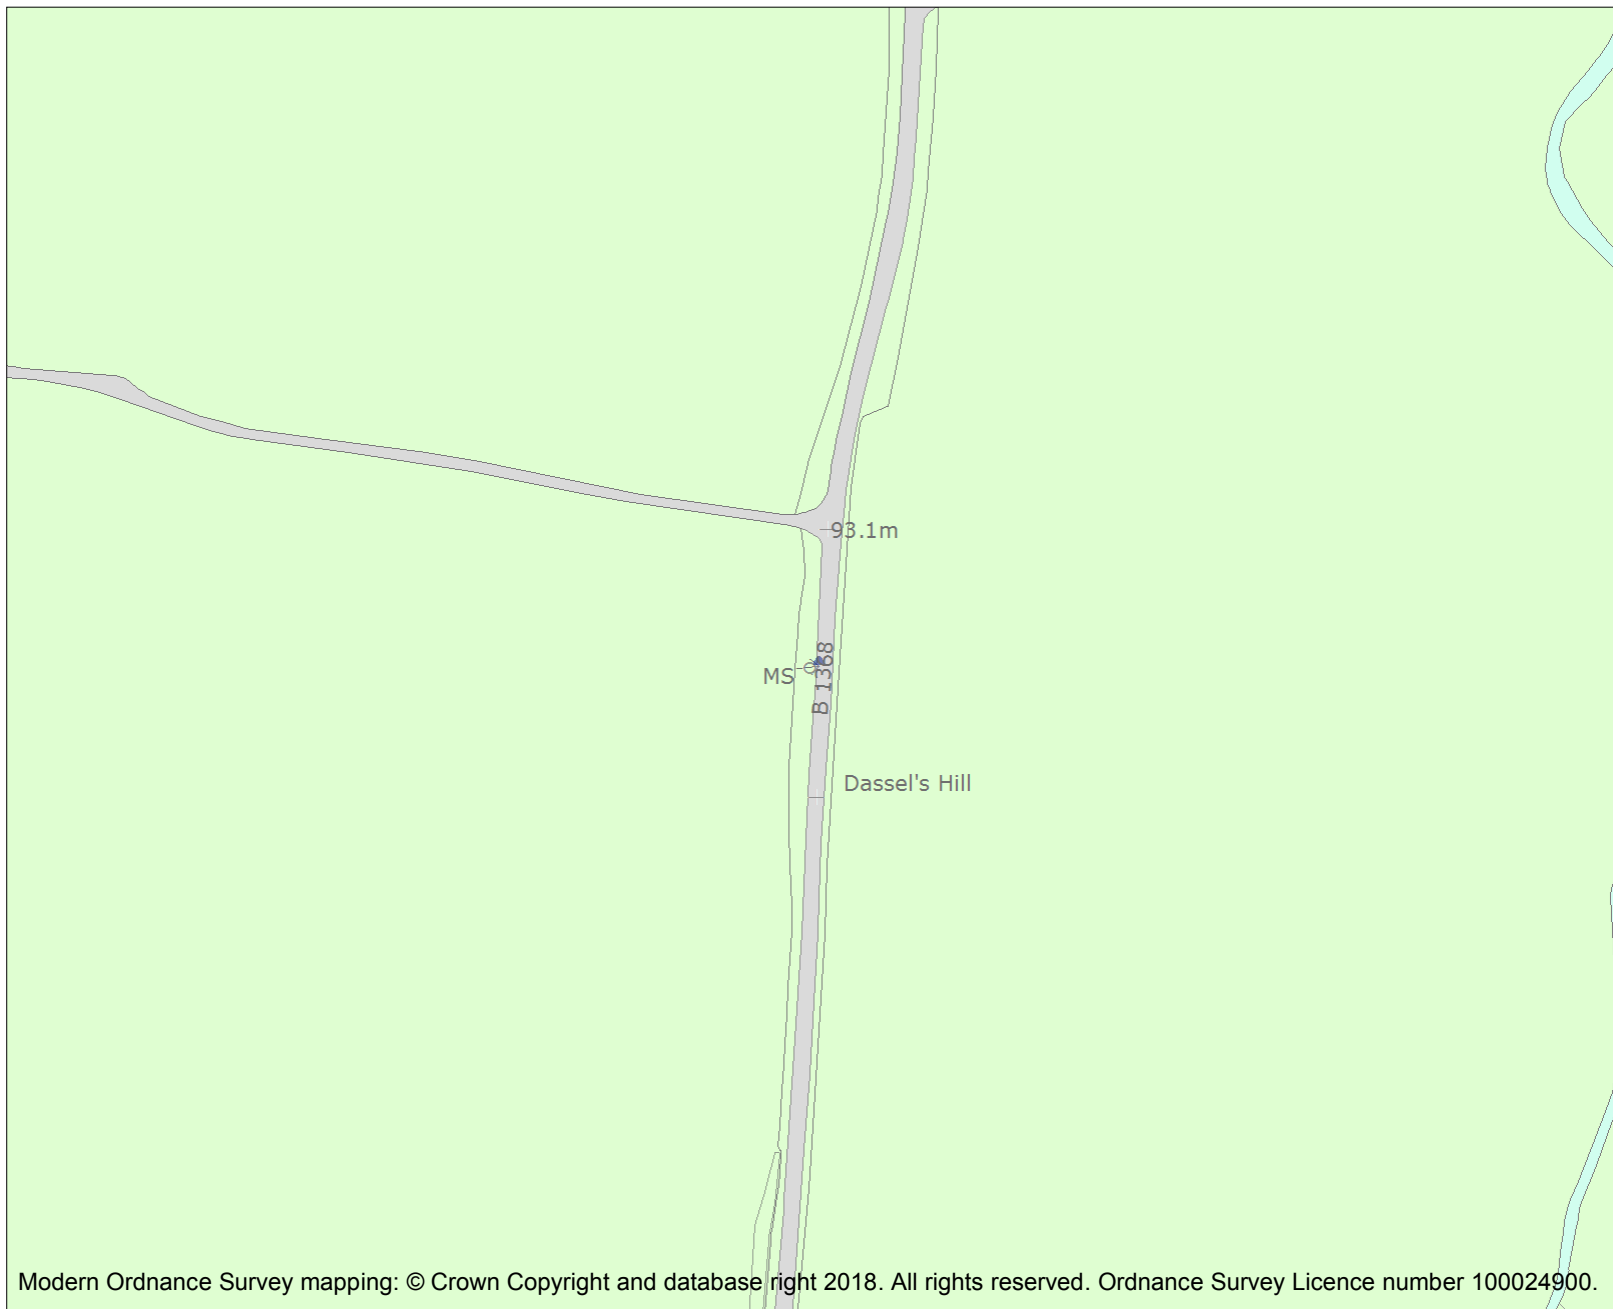 93.1m
MS
B 1368
Dassel's Hill
Modern Ordnance Survey mapping: © Crown Copyright and database right 2018. All rights reserved. Ordnance Survey Licence number 100024900.